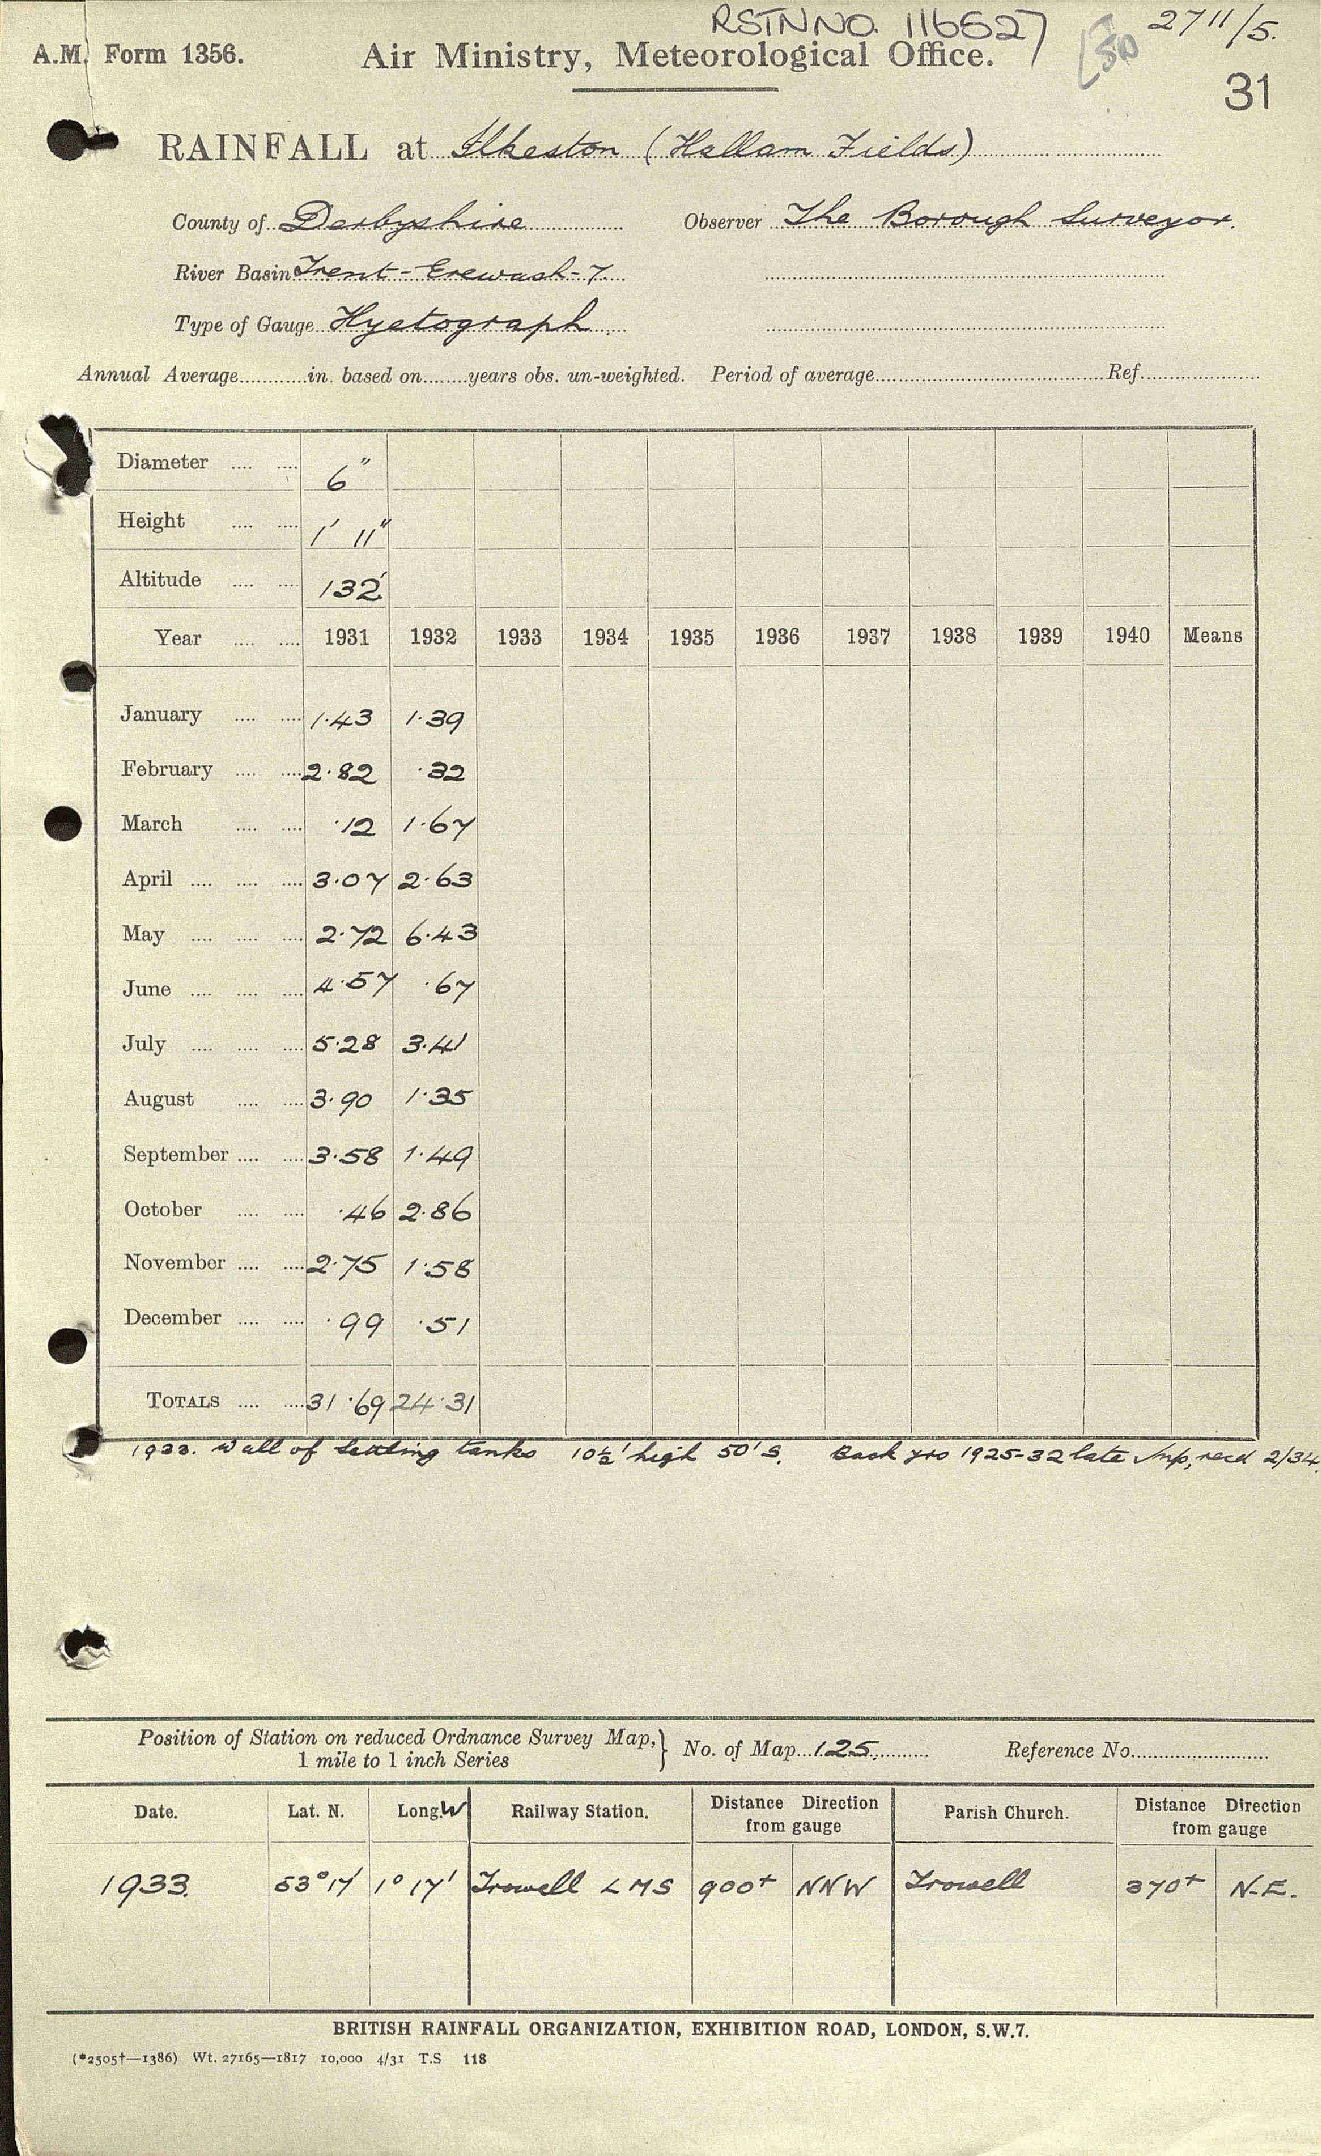 RSTN NO. 116527
2711/5.
A.M. Form 1356.
Air Ministry, Meteorological Office.
50
31
RAINFALL at Ilkeston (Hallam Fields)
County of Derbyshire Observer The Borough Surveyor.
River Basin Trent - Erewash - 7.
Type of Gauge Hyetograph.
Annual Average............in. based on........years obs. un-weighted. Period of average............Ref............
Diameter .... .... 6"
Height .... .... 1' 11"
Altitude .... .... 132'
Year .... .... 1931 1932 1933 1934 1935 1936 1937 1938 1939 1940 Means
January .... .... 1.43 1.39
February .... .... 2.82 .32
March .... .... .12 1.67
April .... .... .... 3.07 2.63
May .... .... .... 2.72 6.43
June .... .... .... 4.57 .67
July .... .... .... 5.28 3.41
August .... .... 3.90 1.35
September .... .... 3.58 1.49
October .... .... .46 2.86
November .... .... 2.75 1.58
December .... .... .99 .51
TOTALS .... .... 31.69 24.31
1933. Wall of settling tanks 10½' high 50' S. Back yrs 1925-32 late recd 2/34.
Position of Station on reduced Ordnance Survey Map,
1 mile to 1 inch Series } No. of Map 125 Reference No............
Date. Lat. N. Long. W Railway Station. Distance Direction from gauge Parish Church. Distance Direction from gauge
1933. 53° 1° 17' Trowell LMS 900+ NNW Trowell 370+ N.E.
BRITISH RAINFALL ORGANIZATION, EXHIBITION ROAD, LONDON, S.W.7.
(*2505†—1386) Wt. 27165—1817 10,000 4/31 T.S 118